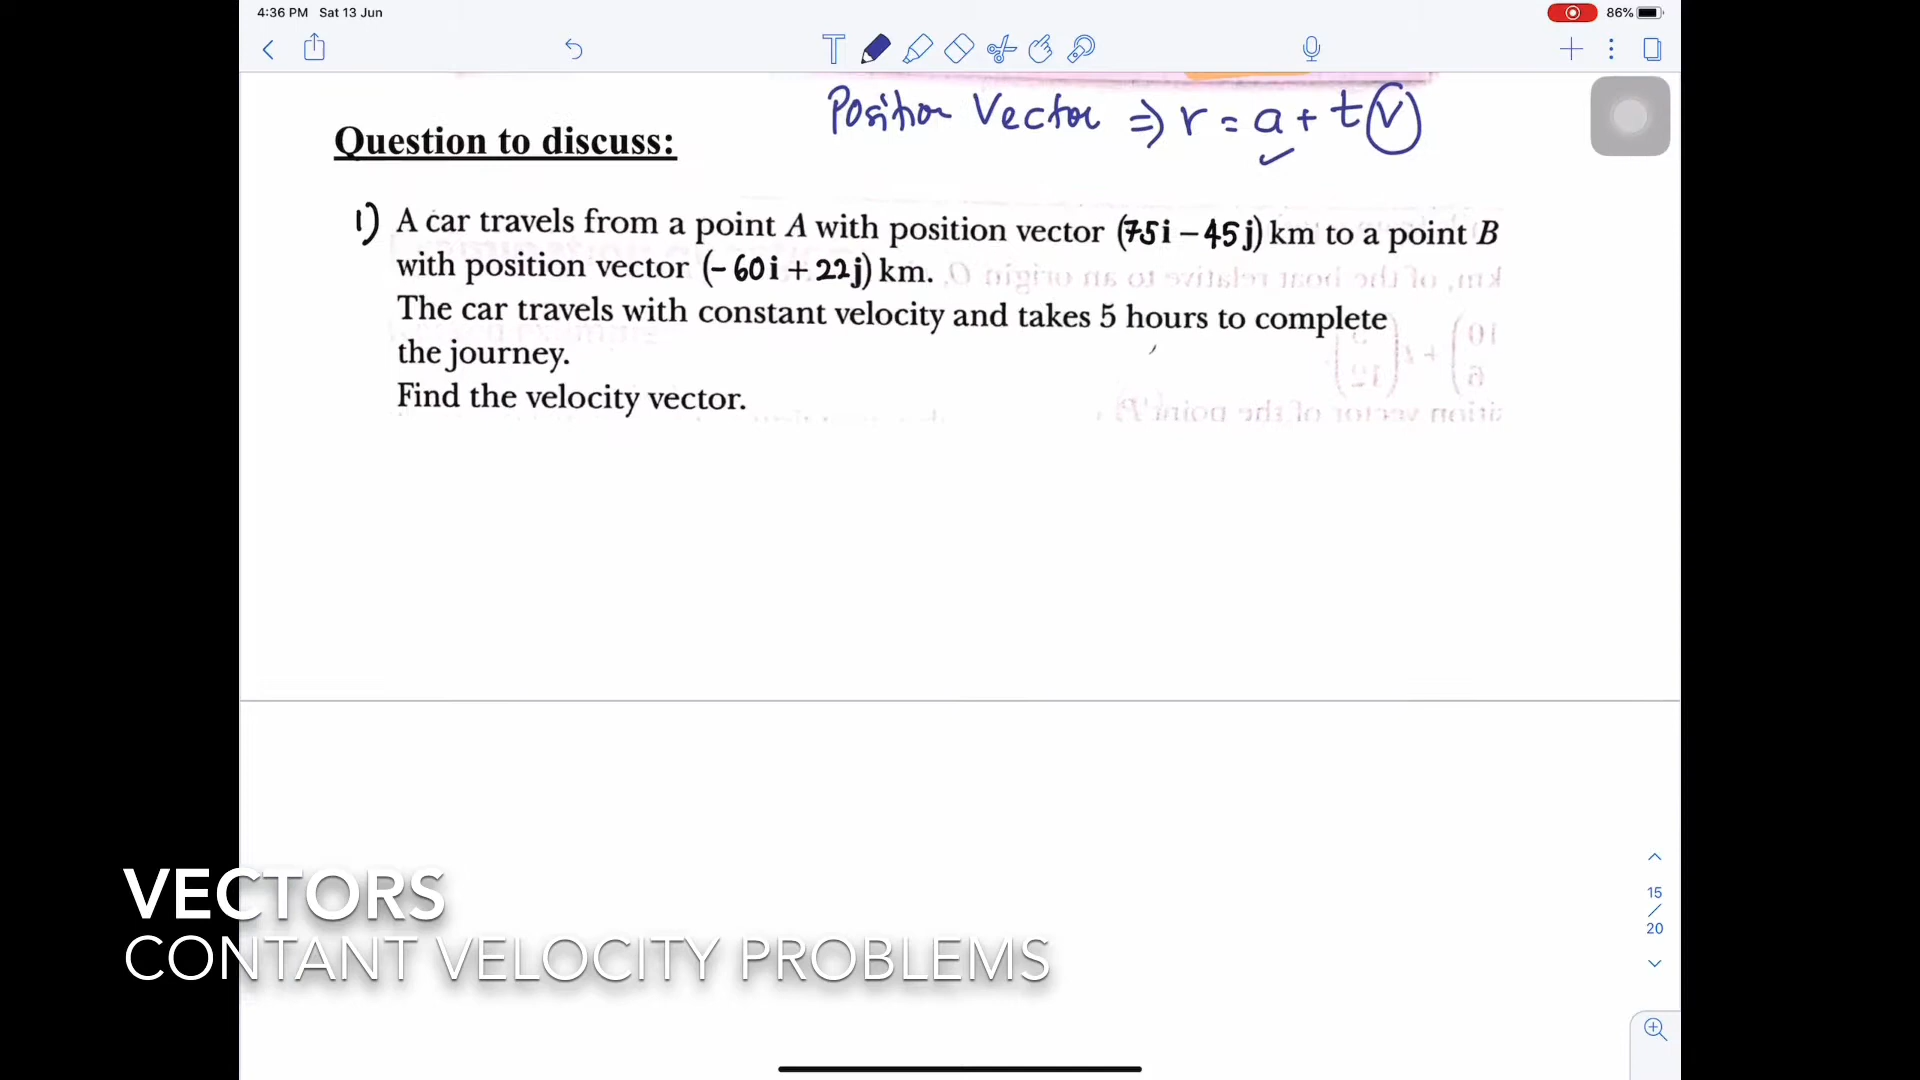 4:36 PM Sat 13 Jun
86%
Position Vector ⇒ r = a + t v
Question to discuss:
1) A car travels from a point A with position vector (75i – 45j) km to a point B
with position vector (- 60i + 22j) km.
The car travels with constant velocity and takes 5 hours to complete
the journey.
Find the velocity vector.
15
/
20
VECTORS
CONTANT VELOCITY PROBLEMS